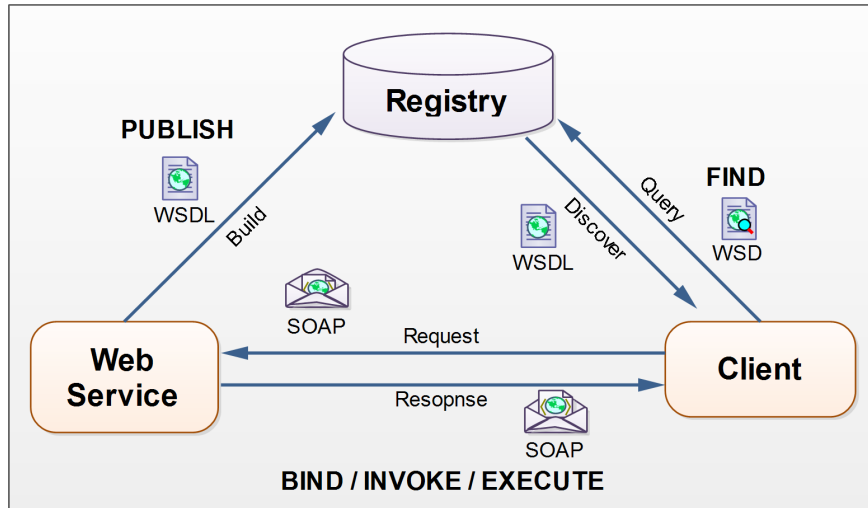 Registry
PUBLISH
WSDL
Build
FIND
Query
WSD
Discover
WSDL
SOAP
Request
Web
Service
Client
Resopnse
SOAP
BIND / INVOKE / EXECUTE